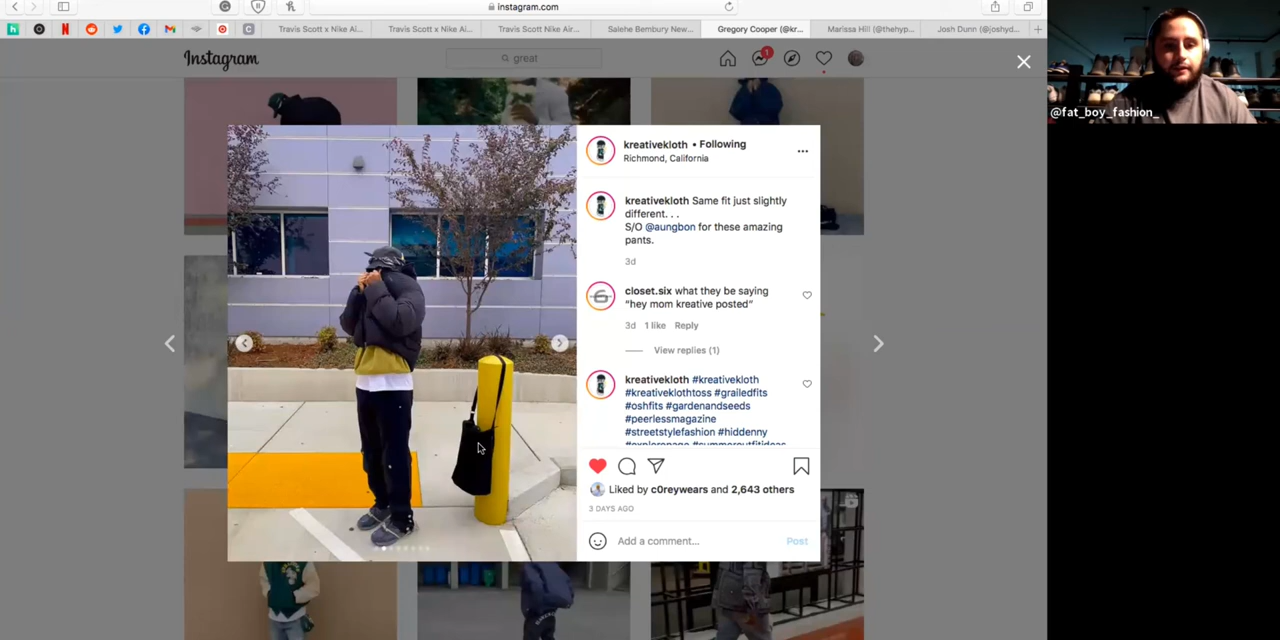 instagram.com
Travis Scott x Nike Ai...
Travis Scott x Nike Ai...
Travis Scott Nike Air...
Salehe Bembury New...
Gregory Cooper (@kr...
Marissa Hill (@thehyp...
Josh Dunn (@joshyd...
Instagram
great
1
@fat_boy_fashion_
kreativekloth • Following
Richmond, California
kreativekloth Same fit just slightly
different. . .
S/O @aungbon for these amazing
pants.
3d
closet.six what they be saying
"hey mom kreative posted"
3d 1 like Reply
View replies (1)
kreativekloth #kreativekloth
#kreativeklothtoss #grailedfits
#oshfits #gardenandseeds
#peerlessmagazine
#streetstylefashion #hiddenny
#explorepage #summeroutfitideas
Liked by c0reywears and 2,643 others
3 DAYS AGO
Add a comment...
Post